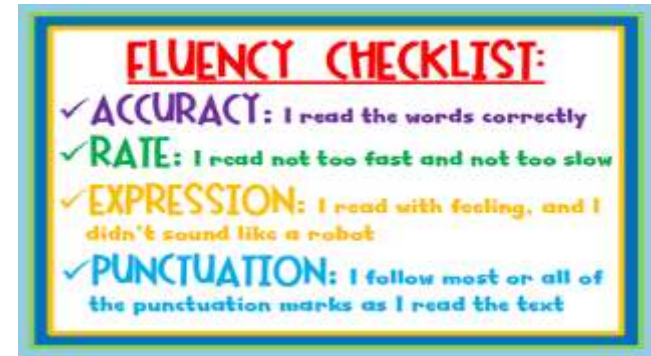 FLUENCY CHECKLIST:
✓ACCURACY: I read the words correctly
✓RATE: I read not too fast and not too slow
✓EXPRESSION: I read with feeling, and I
didn't sound like a robot
✓PUNCTUATION: I follow most or all of
the punctuation marks as I read the text